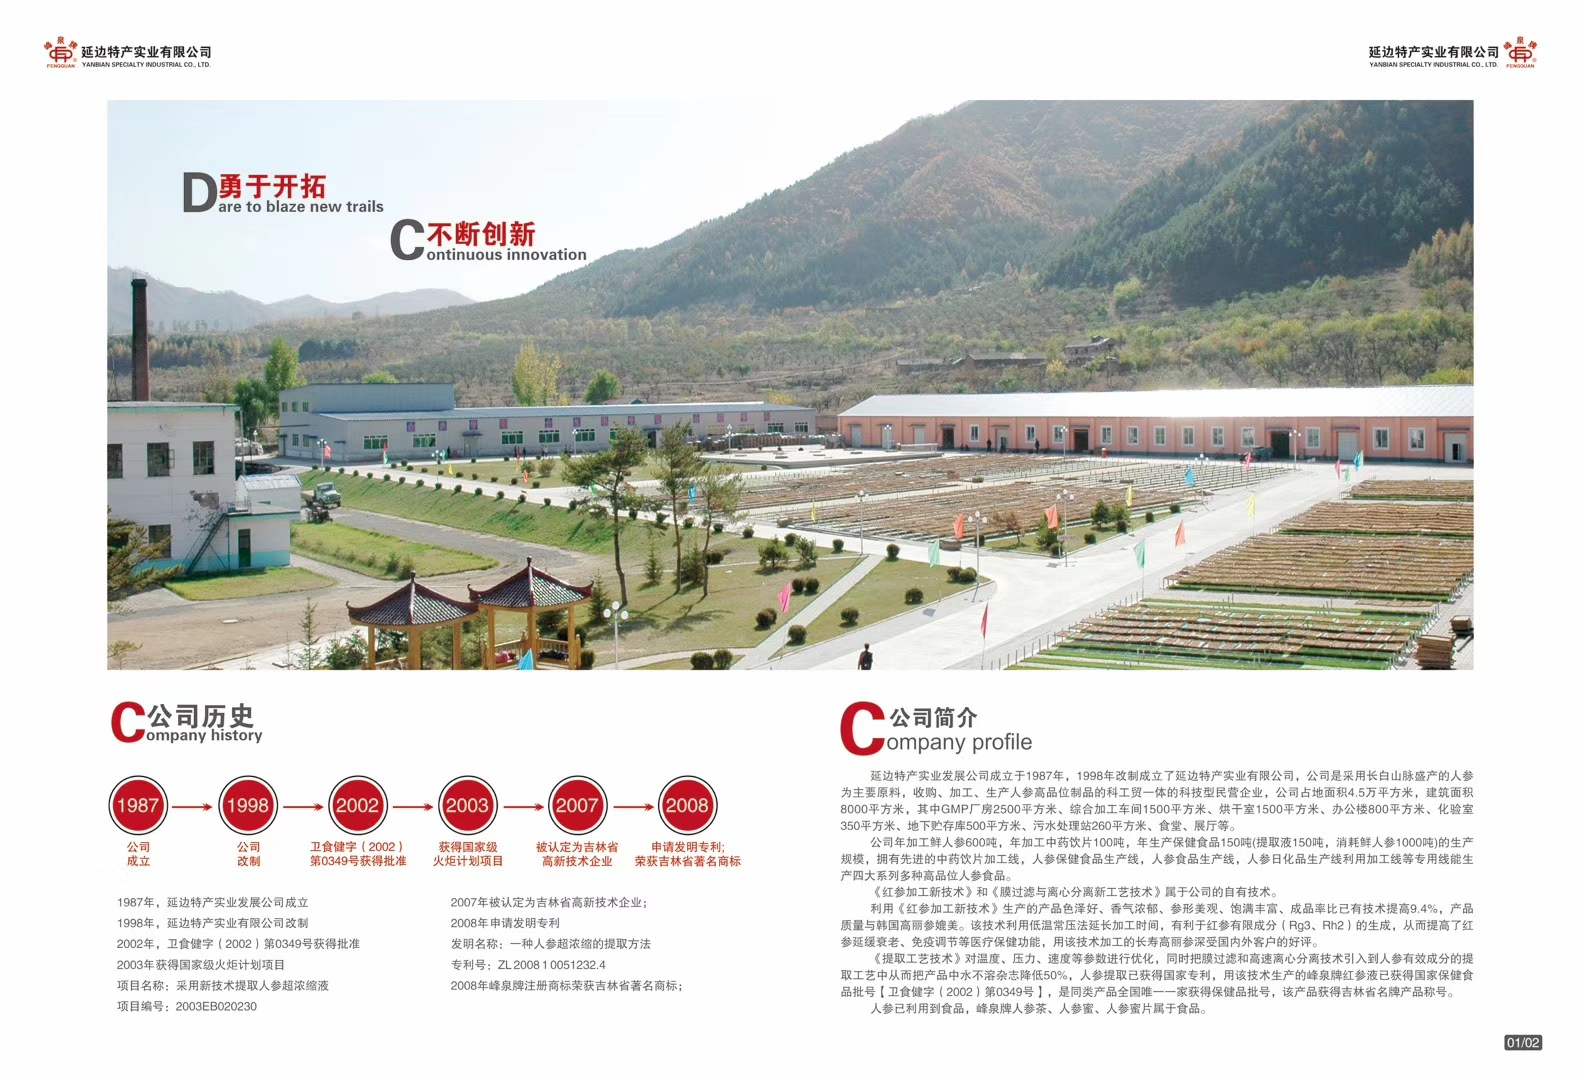 峰泉牌
FENGQUAN
延边特产实业有限公司
YANBIAN SPECIALTY INDUSTRIAL CO., LTD.
延边特产实业有限公司
YANBIAN SPECIALTY INDUSTRIAL CO., LTD.
峰泉牌
FENGQUAN
勇于开拓
Dare to blaze new trails
不断创新
Continuous innovation
公司历史
Company history
1987
1998
2002
2003
2007
2008
公司
成立
公司
改制
卫食健字（2002）
第0349号获得批准
获得国家级
火炬计划项目
被认定为吉林省
高新技术企业
申请发明专利;
荣获吉林省著名商标
1987年，延边特产实业发展公司成立
1998年，延边特产实业有限公司改制
2002年，卫食健字（2002）第0349号获得批准
2003年获得国家级火炬计划项目
项目名称：采用新技术提取人参超浓缩液
项目编号：2003EB020230
2007年被认定为吉林省高新技术企业；
2008年申请发明专利
发明名称：一种人参超浓缩的提取方法
专利号：ZL 2008 1 0051232.4
2008年峰泉牌注册商标荣获吉林省著名商标；
公司简介
Company profile
延边特产实业发展公司成立于1987年，1998年改制成立了延边特产实业有限公司，公司是采用长白山脉盛产的人参
为主要原料，收购、加工、生产人参高品位制品的科工贸一体的科技型民营企业，公司占地面积4.5万平方米，建筑面积
8000平方米，其中GMP厂房2500平方米、综合加工车间1500平方米、烘干室1500平方米、办公楼800平方米、化验室
350平方米、地下贮存库500平方米、污水处理站260平方米、食堂、展厅等。
公司年加工鲜人参600吨，年加工中药饮片100吨，年生产保健食品150吨(提取液150吨，消耗鲜人参1000吨)的生产
规模，拥有先进的中药饮片加工线，人参保健食品生产线，人参食品生产线，人参日化品生产线利用加工线等专用线能生
产四大系列多种高品位人参食品。
《红参加工新技术》和《膜过滤与离心分离新工艺技术》属于公司的自有技术。
利用《红参加工新技术》生产的产品色泽好、香气浓郁、参形美观、饱满丰富、成品率比已有技术提高9.4%，产品
质量与韩国高丽参媲美。该技术利用低温常压法延长加工时间，有利于红参有限成分（Rg3、Rh2）的生成，从而提高了红
参延缓衰老、免疫调节等医疗保健功能，用该技术加工的长寿高丽参深受国内外客户的好评。
《提取工艺技术》对温度、压力、速度等参数进行优化，同时把膜过滤和高速离心分离技术引入到人参有效成分的提
取工艺中从而把产品中水不溶杂志降低50%，人参提取已获得国家专利，用该技术生产的峰泉牌红参液已获得国家保健食
品批号【卫食健字（2002）第0349号】，是同类产品全国唯一一家获得保健品批号，该产品获得吉林省名牌产品称号。
人参已利用到食品，峰泉牌人参茶、人参蜜、人参蜜片属于食品。
01/02